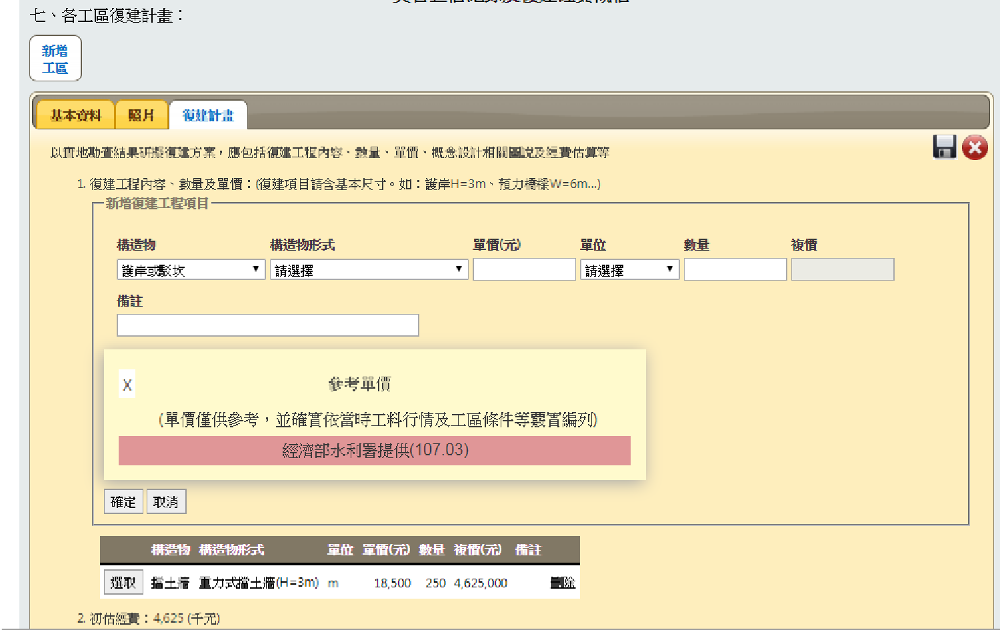 七、各工區復建計畫：
新增
工區
基本資料 照片 復建計畫
以實地勘查結果研擬復建方案，應包括復建工程內容、數量、單價、概念設計相關圖說及經費估算等
1. 復建工程內容、數量及單價：(復建項目請含基本尺寸。如：護岸H=3m、預力橋樑W=6m...)
新增復建工程項目
構造物 構造物形式 單價(元) 單位 數量 複價
護岸或駁坎 請選擇 請選擇
備註
X 參考單價
(單價僅供參考，並確實依當時工料行情及工區條件等覈實編列)
經濟部水利署提供(107.03)
確定 取消
構造物 構造物形式 單位 單價(元) 數量 複價(元) 備註
選取 擋土牆 重力式擋土牆(H=3m) m 18,500 250 4,625,000 刪除
2. 初估經費：4,625 (千元)